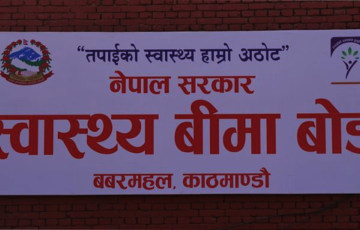 “तपाईको स्वास्थ्य हाम्रो अठोट”
नेपाल सरकार
स्वास्थ्य बीमा बोर्ड
बबरमहल, काठमाण्डौ